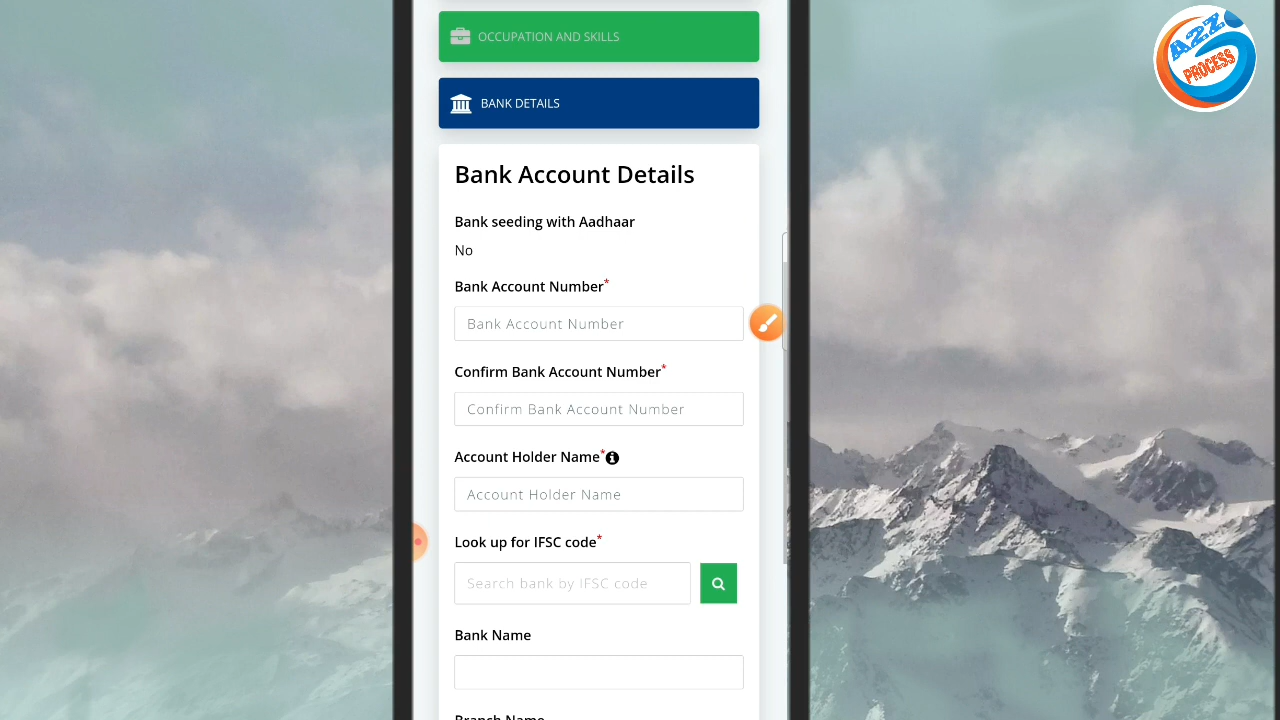 OCCUPATION AND SKILLS
A2Z
PROCESS
BANK DETAILS
Bank Account Details
Bank seeding with Aadhaar
No
Bank Account Number*
Bank Account Number
Confirm Bank Account Number*
Confirm Bank Account Number
Account Holder Name*
Account Holder Name
Look up for IFSC code*
Search bank by IFSC code
Bank Name
Branch Name